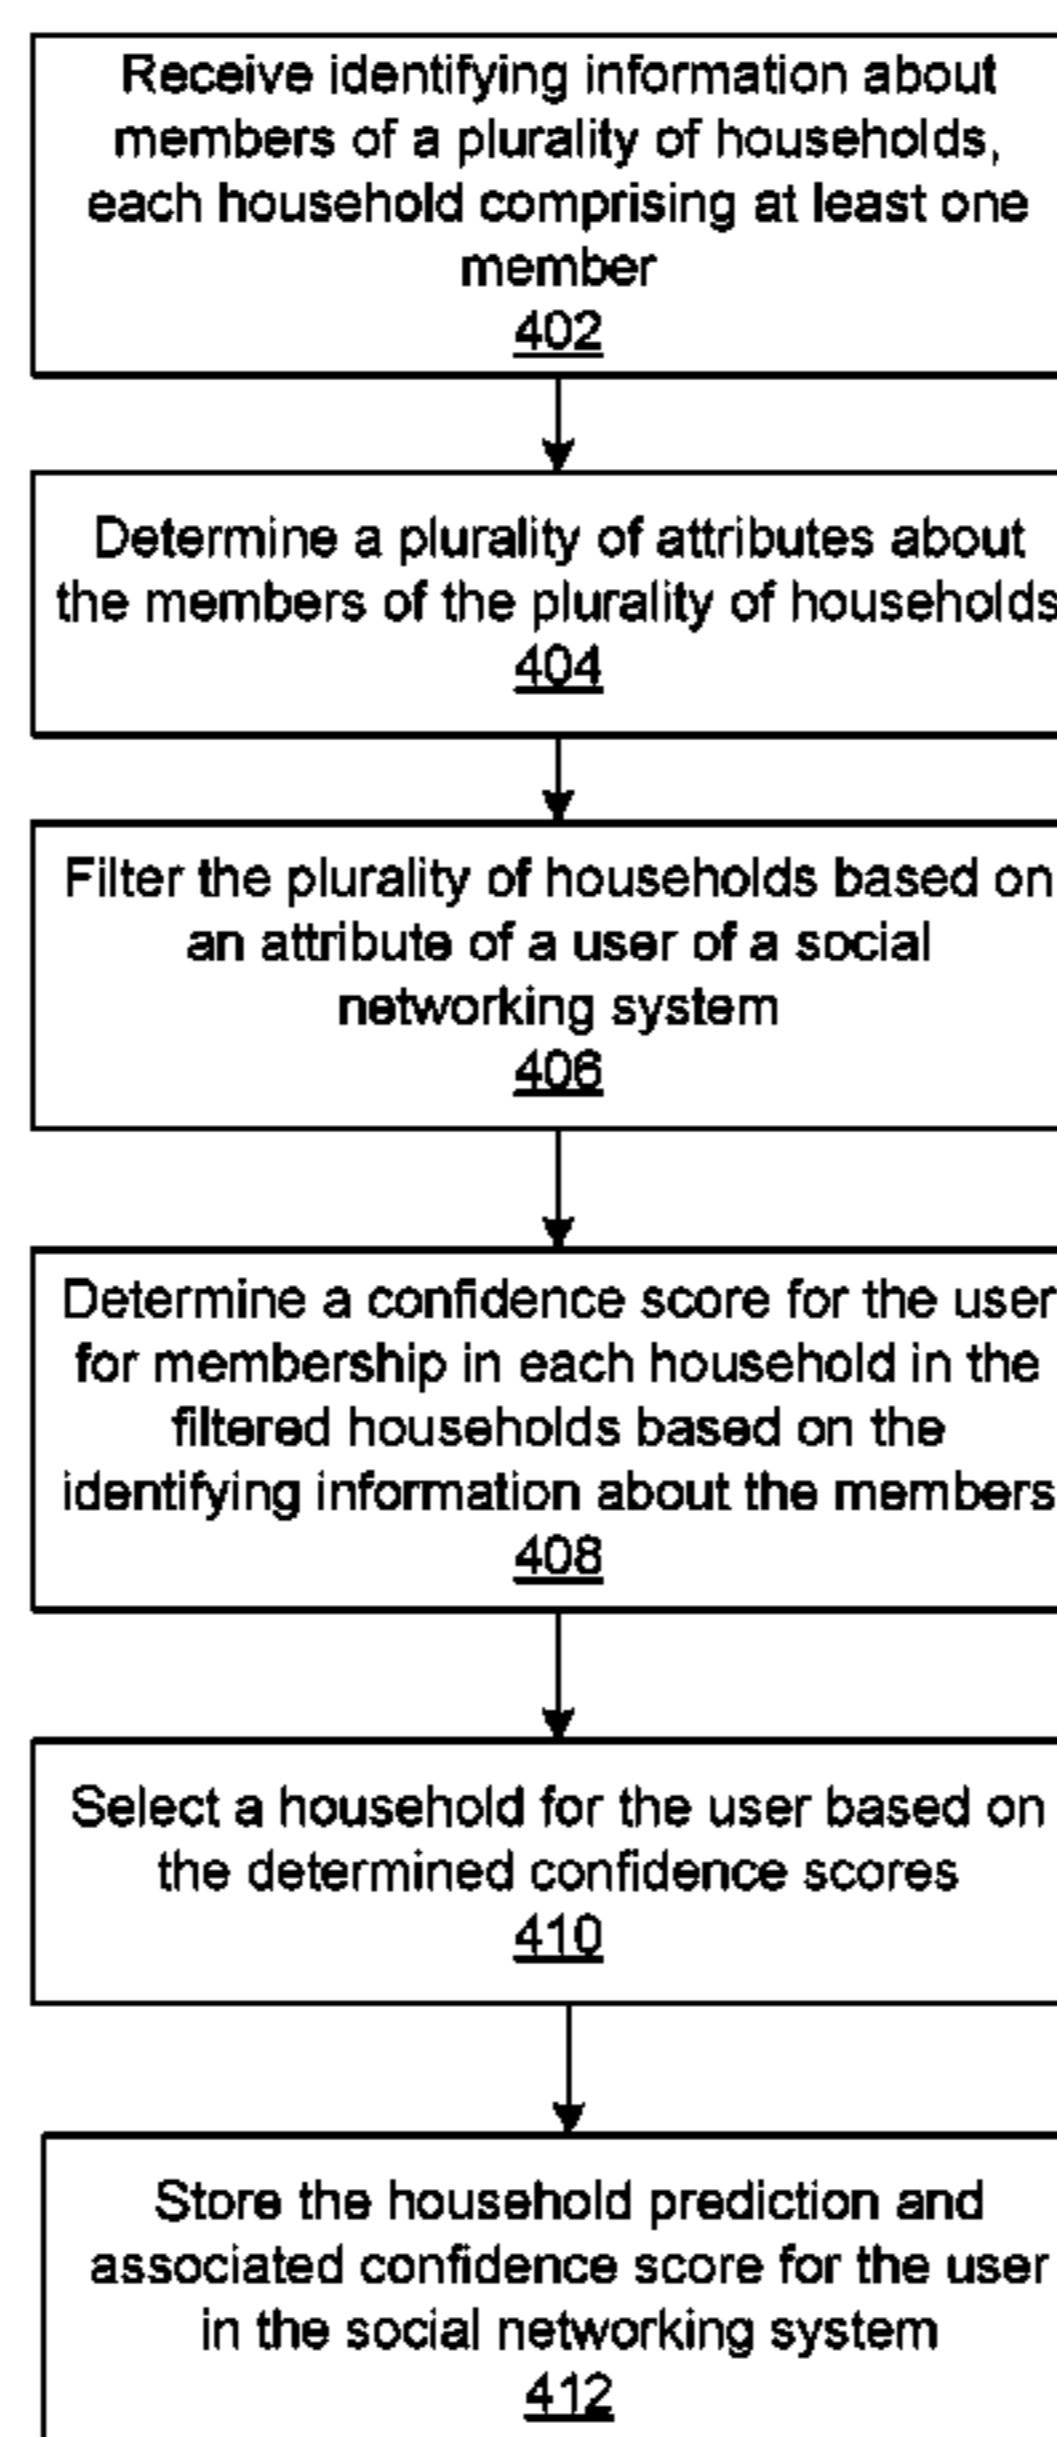 Receive identifying information about
members of a plurality of households,
each household comprising at least one
member
402
Determine a plurality of attributes about
the members of the plurality of households
404
Filter the plurality of households based on
an attribute of a user of a social
networking system
406
Determine a confidence score for the user
for membership in each household in the
filtered households based on the
identifying information about the members
408
Select a household for the user based on
the determined confidence scores
410
Store the household prediction and
associated confidence score for the user
in the social networking system
412